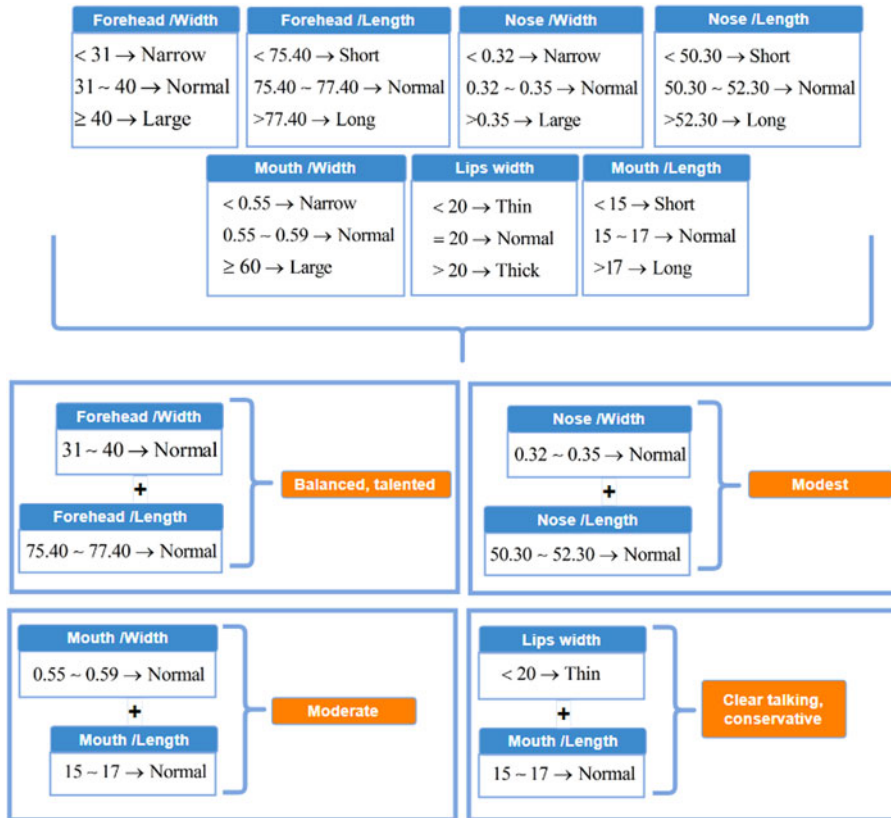 Forehead /Width
< 31 → Narrow
31 ~ 40 → Normal
≥ 40 → Large
Forehead /Length
< 75.40 → Short
75.40 ~ 77.40 → Normal
>77.40 → Long
Nose /Width
< 0.32 → Narrow
0.32 ~ 0.35 → Normal
>0.35 → Large
Nose /Length
< 50.30 → Short
50.30 ~ 52.30 → Normal
>52.30 → Long
Mouth /Width
< 0.55 → Narrow
0.55 ~ 0.59 → Normal
≥ 60 → Large
Lips width
< 20 → Thin
= 20 → Normal
> 20 → Thick
Mouth /Length
< 15 → Short
15 ~ 17 → Normal
>17 → Long
Forehead /Width
31 ~ 40 → Normal
+
Forehead /Length
75.40 ~ 77.40 → Normal
Balanced, talented
Nose /Width
0.32 ~ 0.35 → Normal
+
Nose /Length
50.30 ~ 52.30 → Normal
Modest
Mouth /Width
0.55 ~ 0.59 → Normal
+
Mouth /Length
15 ~ 17 → Normal
Moderate
Lips width
< 20 → Thin
+
Mouth /Length
15 ~ 17 → Normal
Clear talking,
conservative